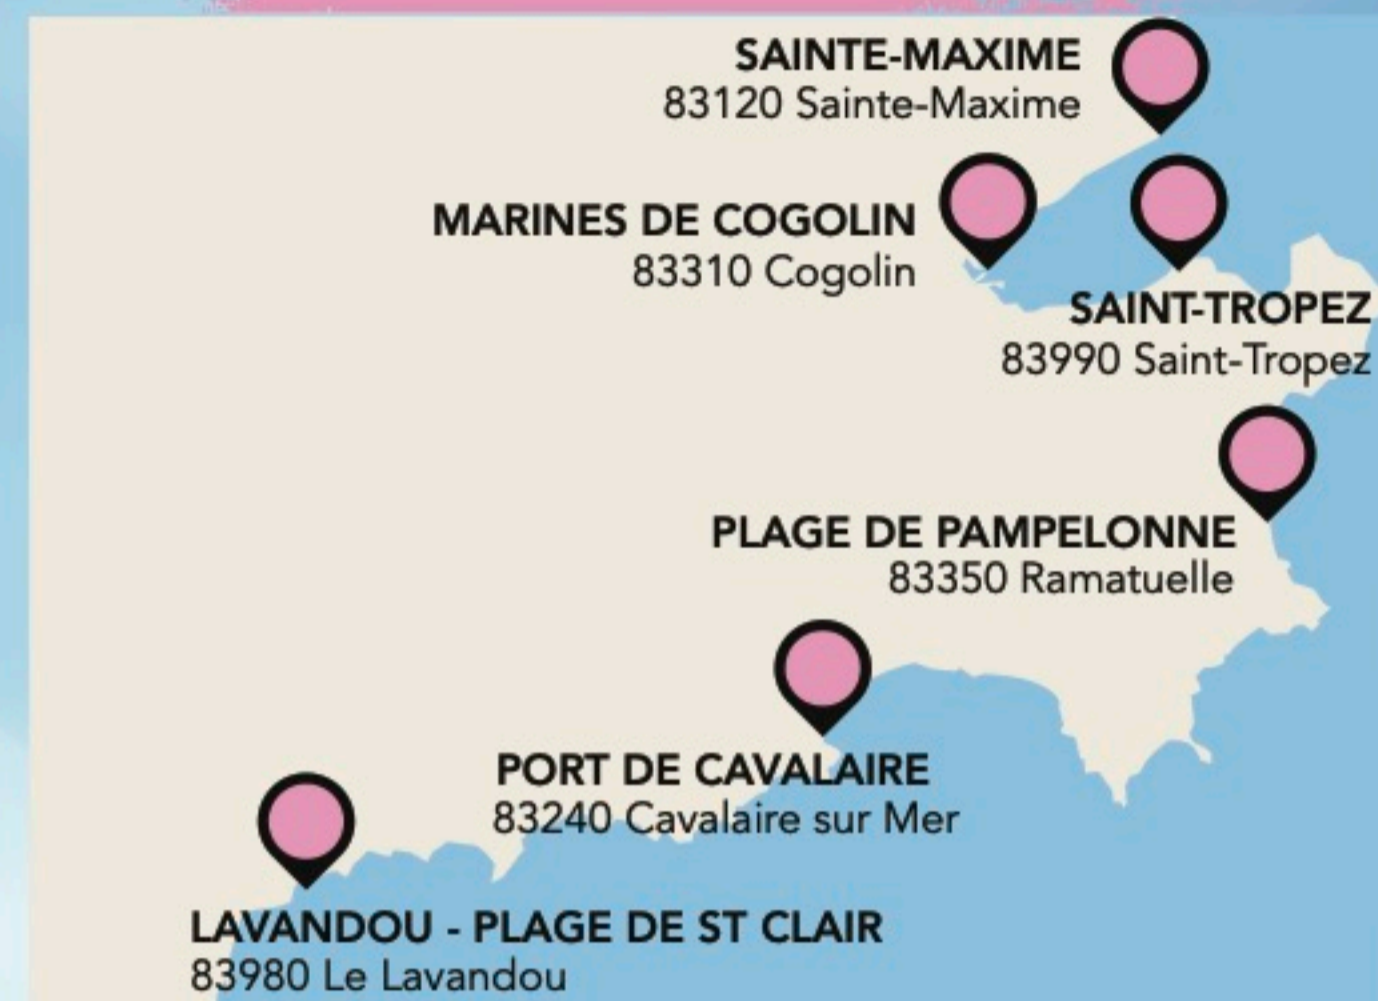 SAINTE-MAXIME
83120 Sainte-Maxime
MARINES DE COGOLIN
83310 Cogolin
SAINT-TROPEZ
83990 Saint-Tropez
PLAGE DE PAMPELONNE
83350 Ramatuelle
PORT DE CAVALAIRE
83240 Cavalaire sur Mer
LAVANDOU - PLAGE DE ST CLAIR
83980 Le Lavandou